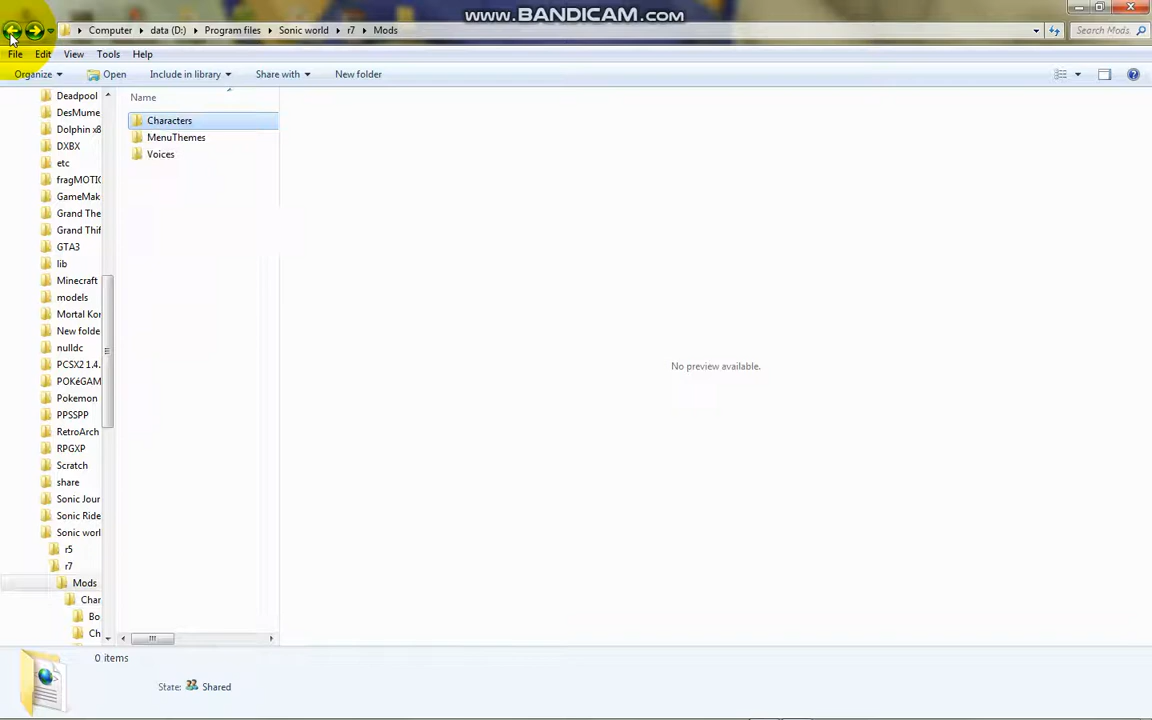 www.BANDICAM.com
Computer data (D:) Program files Sonic world r7 Mods
Search Mods
File Edit View Tools Help
Organize Open Include in library Share with New folder
Name
Deadpool
DesMume
Dolphin x8
DXBX
etc
fragMOTIO
GameMak
Grand The
Grand Thif
GTA3
lib
Minecraft
models
Mortal Kor
New folde
nulldc
PCSX2 1.4.
POKéGAM
Pokemon
PPSSPP
RetroArch
RPGXP
Scratch
share
Sonic Jour
Sonic Ride
Sonic worl
r5
r7
Mods
Char
Bo
Ch
Characters
MenuThemes
Voices
No preview available.
0 items
State: Shared